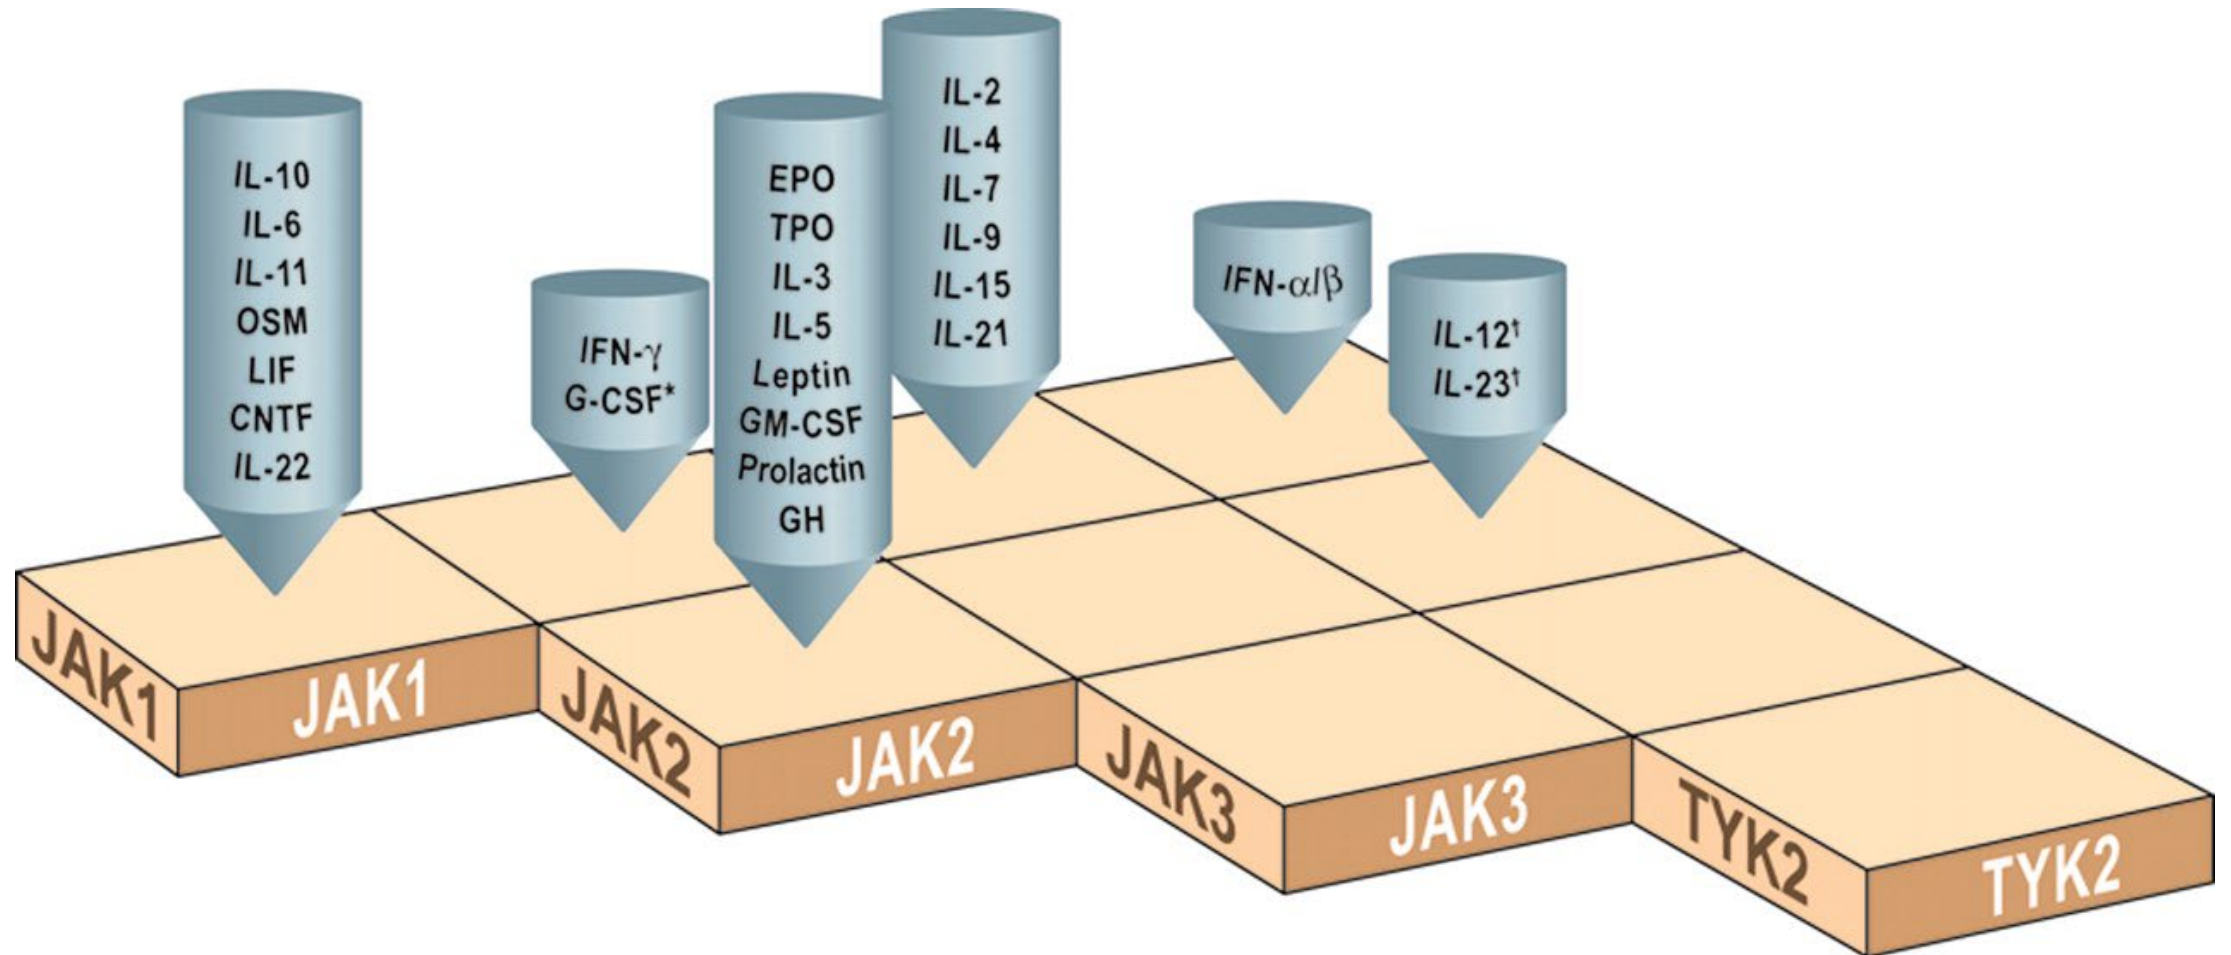 IL-10
IL-6
IL-11
OSM
LIF
CNTF
IL-22
IFN-γ
G-CSF*
EPO
TPO
IL-3
IL-5
Leptin
GM-CSF
Prolactin
GH
IL-2
IL-4
IL-7
IL-9
IL-15
IL-21
IFN-α/β
IL-12†
IL-23†
JAK1
JAK1
JAK2
JAK2
JAK3
JAK3
TYK2
TYK2